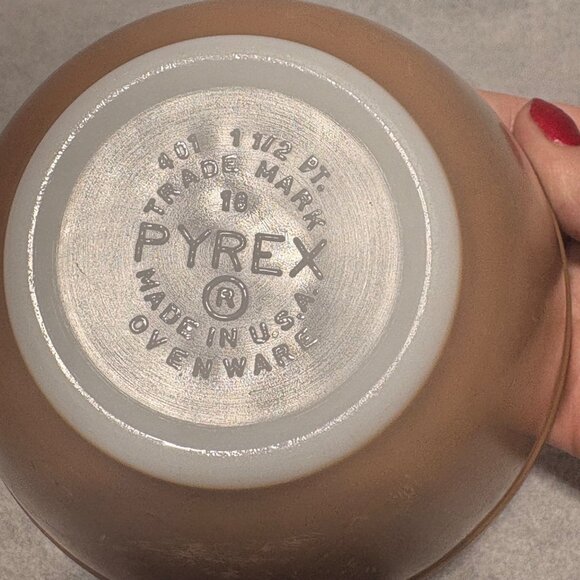 401 1 1/2 PT.
TRADE MARK
18
PYREX
®
MADE IN U.S.A.
OVENWARE